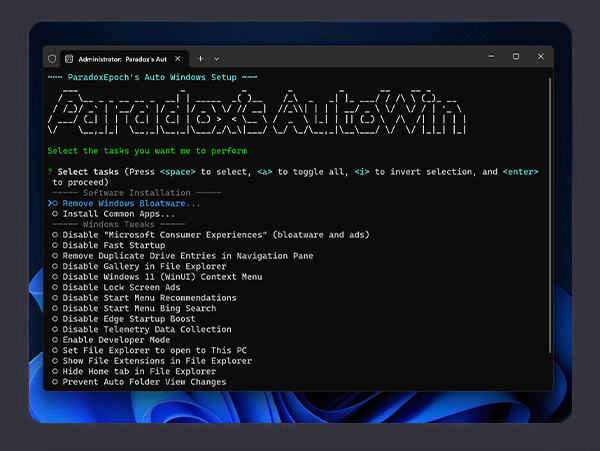 Administrator: Paradox's Aut
~~~ ParadoxEpoch's Auto Windows Setup ~~~
Paradox's AutoWin
Select the tasks you want me to perform
? Select tasks (Press <space> to select, <a> to toggle all, <i> to invert selection, and <enter>
to proceed)
----- Software Installation -----
❯○ Remove Windows Bloatware...
○ Install Common Apps...
----- Windows Tweaks -----
○ Disable "Microsoft Consumer Experiences" (bloatware and ads)
○ Disable Fast Startup
○ Remove Duplicate Drive Entries in Navigation Pane
○ Disable Gallery in File Explorer
○ Disable Windows 11 (WinUI) Context Menu
○ Disable Lock Screen Ads
○ Disable Start Menu Recommendations
○ Disable Start Menu Bing Search
○ Disable Edge Startup Boost
○ Disable Telemetry Data Collection
○ Enable Developer Mode
○ Set File Explorer to open to This PC
○ Show File Extensions in File Explorer
○ Hide Home tab in File Explorer
○ Prevent Auto Folder View Changes